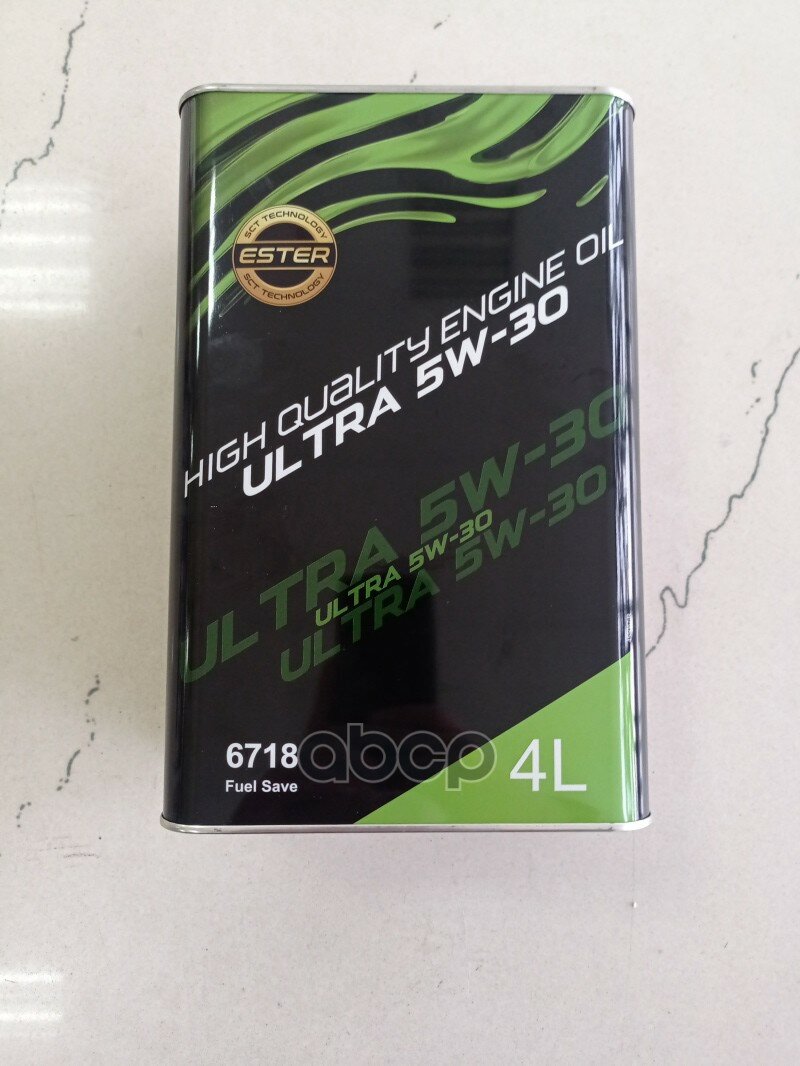 SCT TECHNOLOGY
ESTER
SCT TECHNOLOGY
HIGH QUALITY ENGINE OIL
ULTRA 5W-30
ULTRA 5W-30
ULTRA 5W-30
ULTRA 5W-30
6718
abcp
Fuel Save
4L